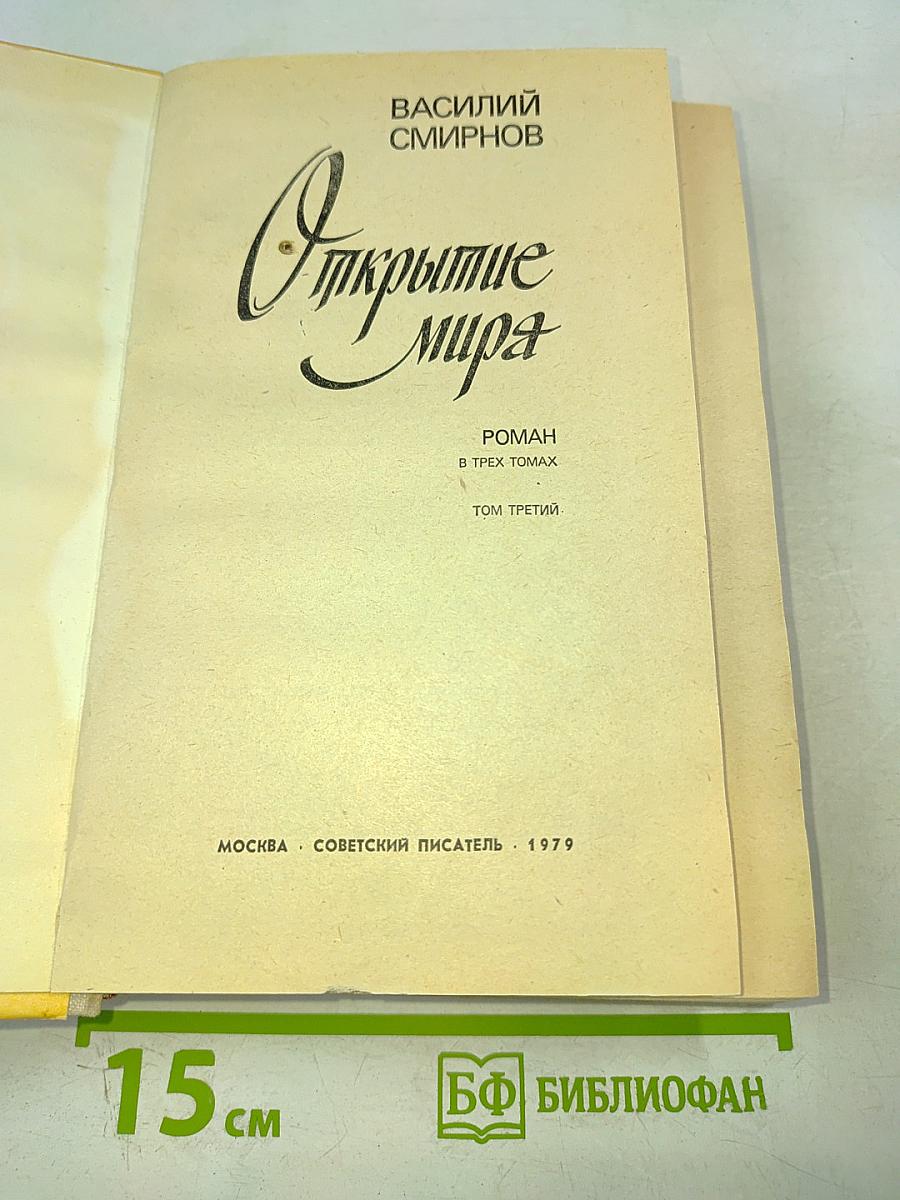 ВАСИЛИЙ
СМИРНОВ
Открытие
мира
РОМАН
В ТРЕХ ТОМАХ
ТОМ ТРЕТИЙ
МОСКВА · СОВЕТСКИЙ ПИСАТЕЛЬ · 1979
15 см
БФ БИБЛИОФАН